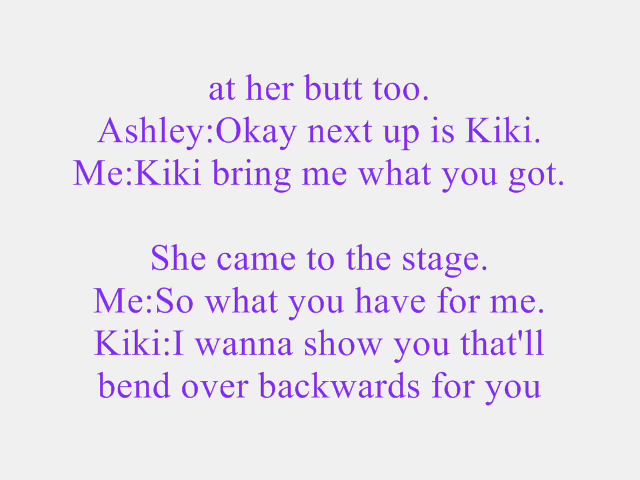 at her butt too.
Ashley:Okay next up is Kiki.
Me:Kiki bring me what you got.
She came to the stage.
Me:So what you have for me.
Kiki:I wanna show you that'll
bend over backwards for you